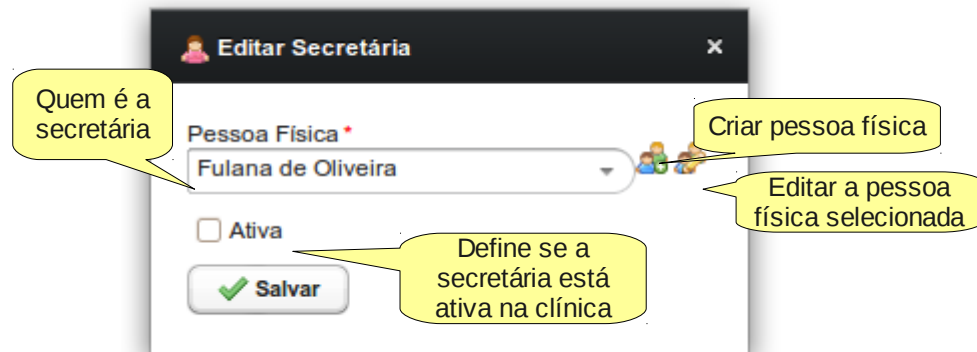 Editar Secretária
×
Quem é a
secretária
Pessoa Física *
Criar pessoa física
Fulana de Oliveira
Editar a pessoa
física selecionada
Ativa
Define se a
secretária está
ativa na clínica
Salvar